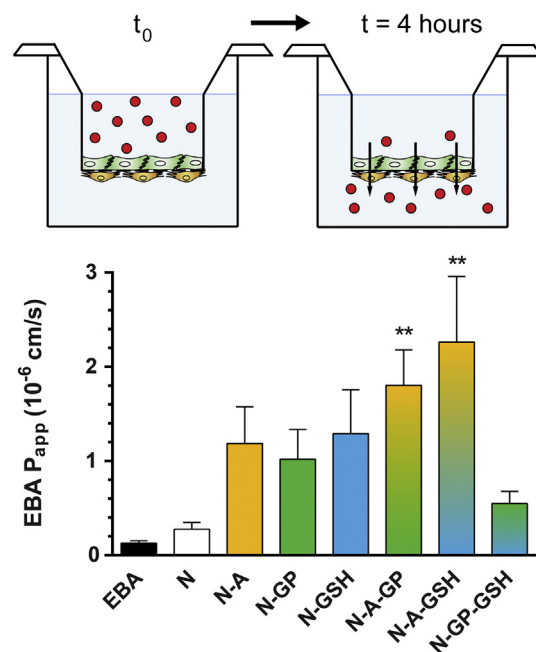 t₀
t = 4 hours
EBA Papp (10⁻⁶ cm/s)
3
2
1
0
**
**
EBA
N
N-A
N-GP
N-GSH
N-A-GP
N-A-GSH
N-GP-GSH